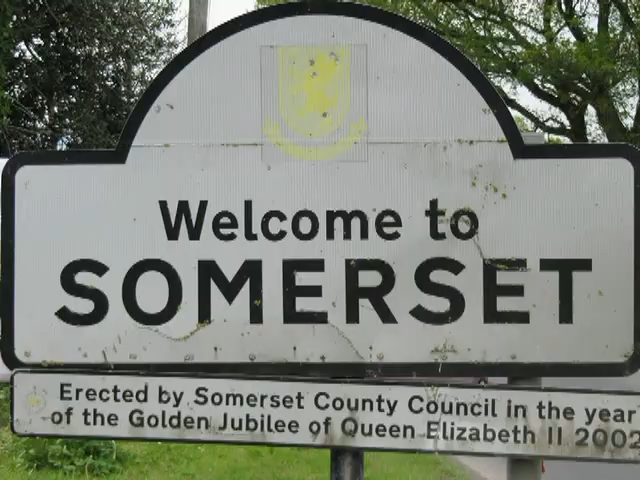 Welcome to
SOMERSET
Erected by Somerset County Council in the year
of the Golden Jubilee of Queen Elizabeth II 2002